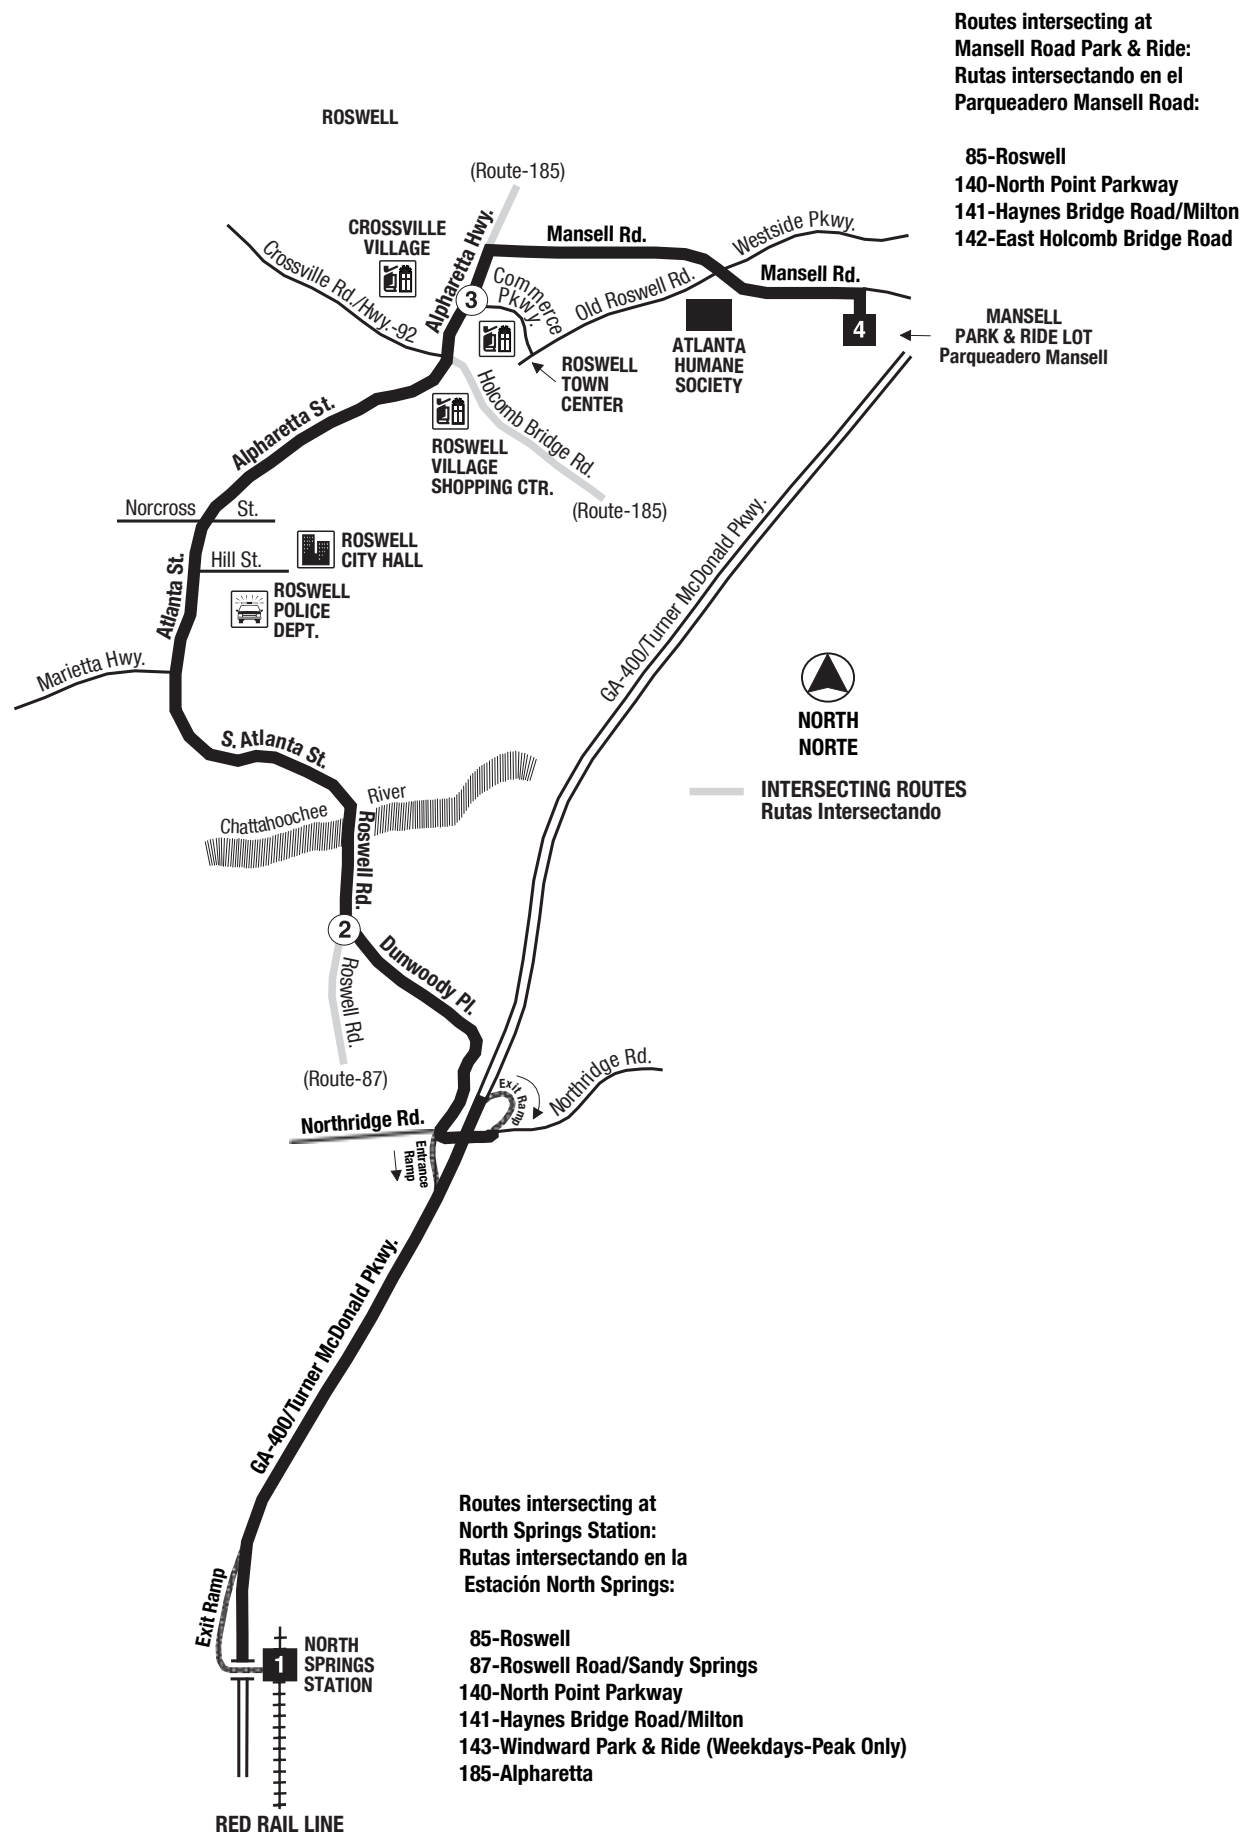 Routes intersecting at
Mansell Road Park & Ride:
Rutas intersectando en el
Parqueadero Mansell Road:
85-Roswell
140-North Point Parkway
141-Haynes Bridge Road/Milton
142-East Holcomb Bridge Road
ROSWELL
(Route-185)
CROSSVILLE
VILLAGE
Alpharetta Hwy.
Mansell Rd.
Westside Pkwy.
Crossville Rd./Hwy.-92
Commerce
Pkwy.
Old Roswell Rd.
Mansell Rd.
3
4
MANSELL
PARK & RIDE LOT
Parqueadero Mansell
ATLANTA
HUMANE
SOCIETY
ROSWELL
TOWN
CENTER
Holcomb Bridge Rd.
Alpharetta St.
ROSWELL
VILLAGE
SHOPPING CTR.
(Route-185)
Norcross St.
ROSWELL
CITY HALL
Hill St.
Atlanta St.
ROSWELL
POLICE
DEPT.
GA-400/Turner McDonald Pkwy.
Marietta Hwy.
NORTH
NORTE
S. Atlanta St.
INTERSECTING ROUTES
Rutas Intersectando
Chattahoochee River
Roswell Rd.
2
Dunwoody Pl.
Roswell Rd.
(Route-87)
Exit Ramp
Northridge Rd.
Northridge Rd.
Entrance
Ramp
GA-400/Turner McDonald Pkwy.
Routes intersecting at
North Springs Station:
Rutas intersectando en la
Estación North Springs:
85-Roswell
87-Roswell Road/Sandy Springs
140-North Point Parkway
141-Haynes Bridge Road/Milton
143-Windward Park & Ride (Weekdays-Peak Only)
185-Alpharetta
Exit Ramp
1
NORTH
SPRINGS
STATION
RED RAIL LINE